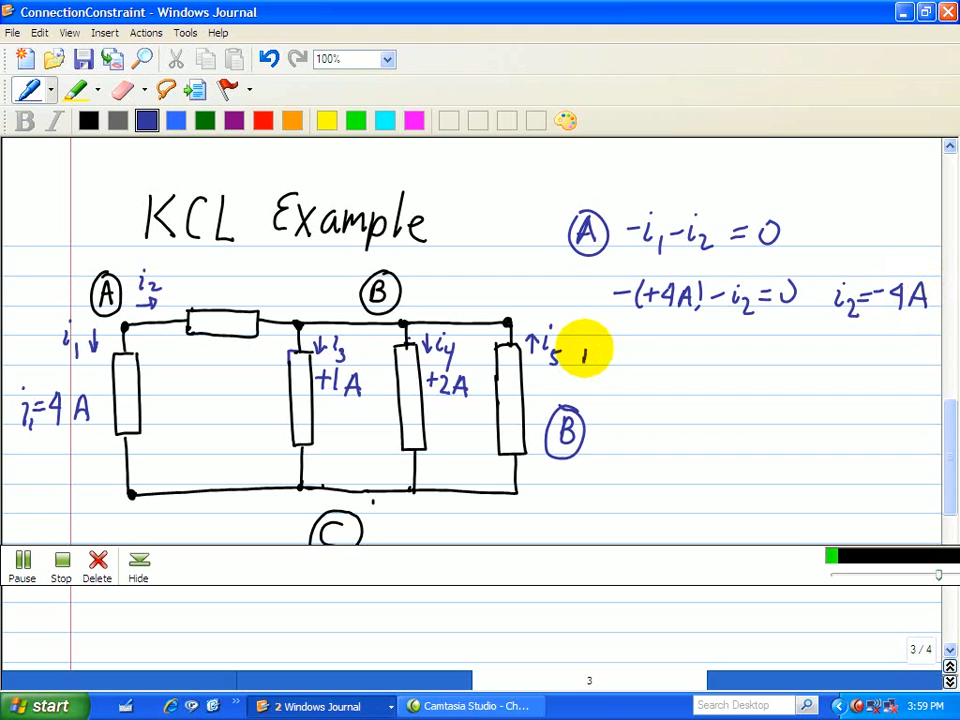 ConnectionConstraint - Windows Journal
File Edit View Insert Actions Tools Help
100%
B I
KCL Example
A -i1 - i2 = 0
-(+4A) - i2 = 0 i2 = -4A
A i2 B
i1 i3 i4 i5
+1A +2A
i1=4 A
B
C
Pause Stop Delete Hide
3 / 4
3
start 2 Windows Journal Camtasia Studio - Ch... Search Desktop 3:59 PM